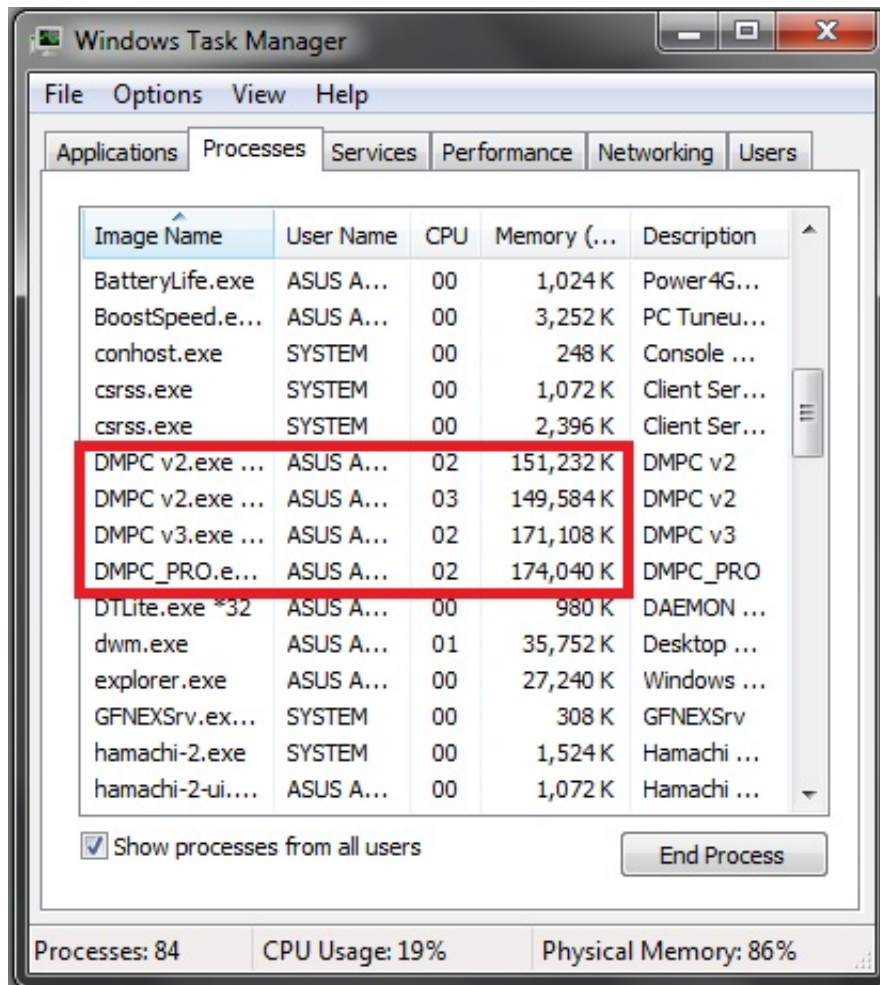 Windows Task Manager
File Options View Help
Applications Processes Services Performance Networking Users
Image Name User Name CPU Memory (... Description
BatteryLife.exe ASUS A... 00 1,024 K Power4G...
BoostSpeed.e... ASUS A... 00 3,252 K PC Tuneu...
conhost.exe SYSTEM 00 248 K Console ...
csrss.exe SYSTEM 00 1,072 K Client Ser...
csrss.exe SYSTEM 00 2,396 K Client Ser...
DMPC v2.exe ... ASUS A... 02 151,232 K DMPC v2
DMPC v2.exe ... ASUS A... 03 149,584 K DMPC v2
DMPC v3.exe ... ASUS A... 02 171,108 K DMPC v3
DMPC_PRO.e... ASUS A... 02 174,040 K DMPC_PRO
DTLite.exe *32 ASUS A... 00 980 K DAEMON ...
dwm.exe ASUS A... 01 35,752 K Desktop ...
explorer.exe ASUS A... 00 27,240 K Windows ...
GFNEXSrv.ex... SYSTEM 00 308 K GFNEXSrv
hamachi-2.exe SYSTEM 00 1,524 K Hamachi ...
hamachi-2-ui.... ASUS A... 00 1,072 K Hamachi ...
Show processes from all users End Process
Processes: 84 CPU Usage: 19% Physical Memory: 86%